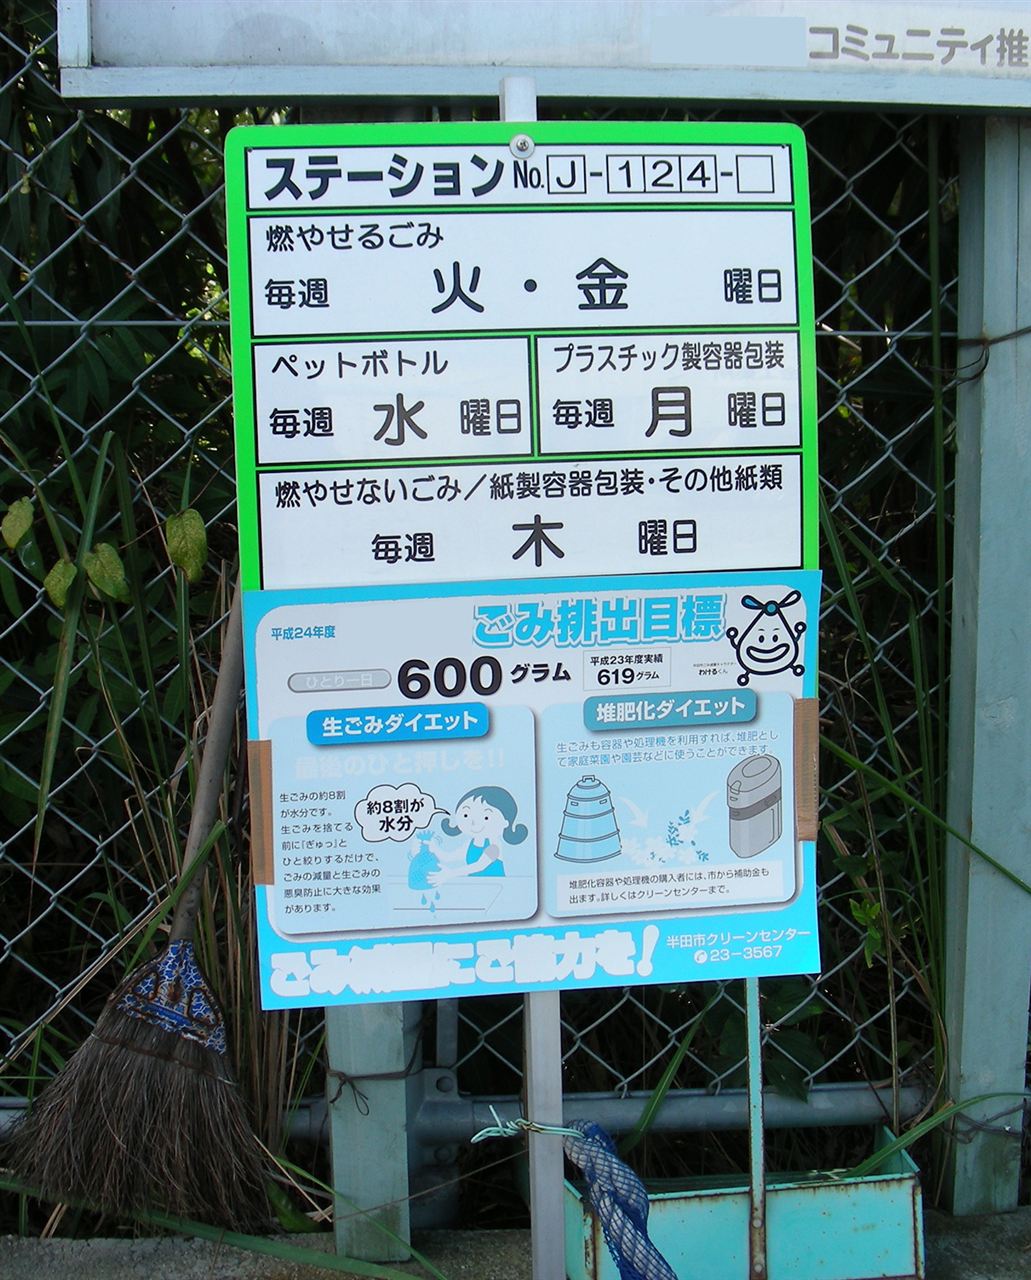 コミュニティ推
ステーション No. J-124-□
燃やせるごみ
毎週 火・金 曜日
ペットボトル
毎週 水 曜日
プラスチック製容器包装
毎週 月 曜日
燃やせないごみ／紙製容器包装・その他紙類
毎週 木 曜日
平成24年度
ごみ排出目標
ひとり一日 600グラム
平成23年度実績
619グラム
わけるくん
生ごみダイエット
最後のひと押しを!!
生ごみの約8割
が水分です。
生ごみを捨てる
前に「ぎゅっ」と
ひと絞りするだけで、
ごみの減量と生ごみの
悪臭防止に大きな効果
があります。
約8割が
水分
堆肥化ダイエット
生ごみも容器や処理機を利用すれば、堆肥とし
て家庭菜園や園芸などに使うことができます。
堆肥化容器や処理機の購入者には、市から補助金も
出ます。詳しくはクリーンセンターまで。
ごみ減量にご協力を!
半田市クリーンセンター
23-3567